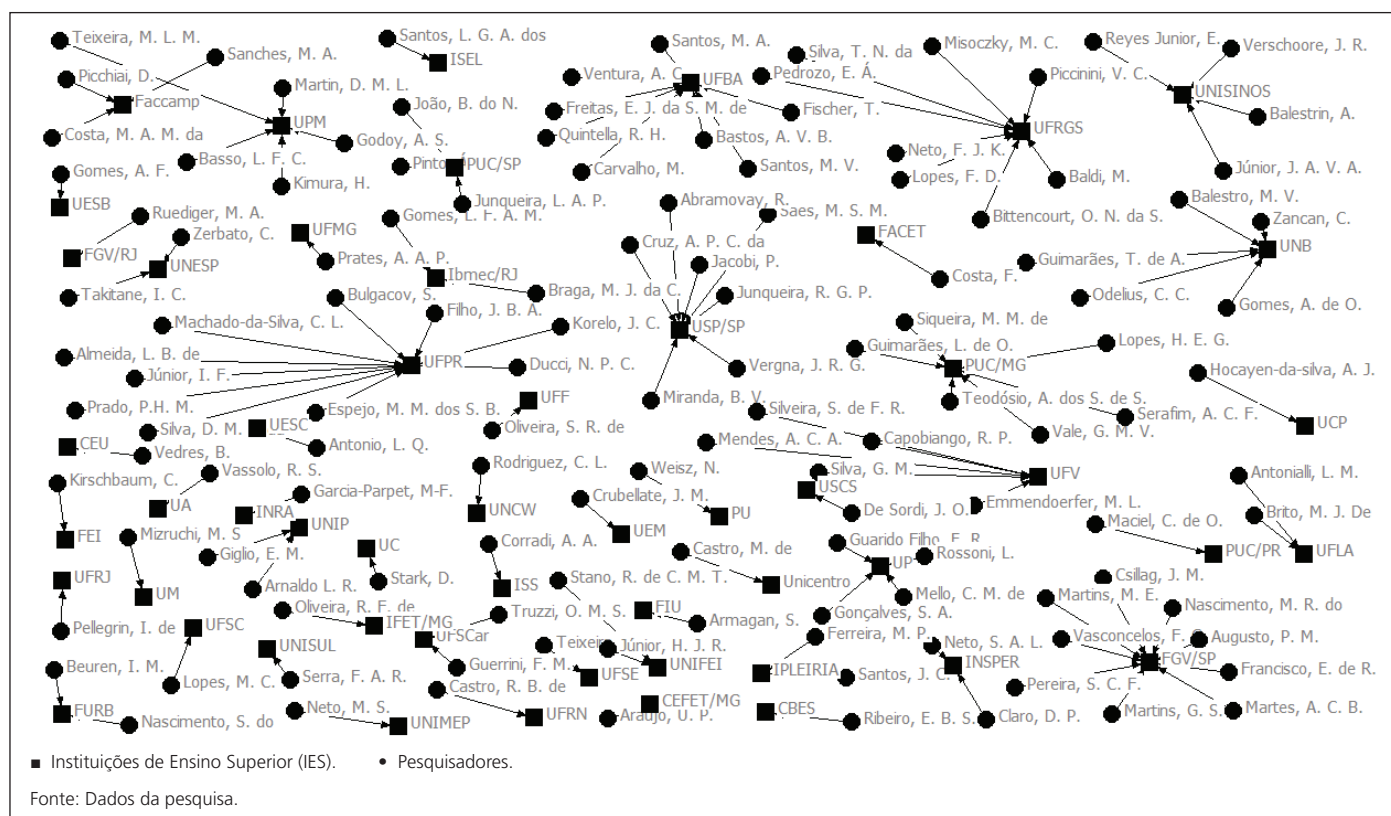 Teixeira, M. L. M.
Santos, L. G. A. dos
Santos, M. A.
Silva, T. N. da
Misoczky, M. C.
Reyes Junior, E.
Verschoore, J. R.
Sanches, M. A.
ISEL
Picchiai, D.
Ventura, A. C.
UFBA
Pedrozo, E. Á.
Piccinini, V. C.
Martin, D. M. L.
UNISINOS
Faccamp
João, B. do N.
Freitas, E. J. da S. M. de
Fischer, T.
Balestrin, A.
UPM
UFRGS
Costa, M. A. M. da
Godoy, A. S.
Quintella, R. H.
Bastos, A. V. B.
Neto, F. J. K.
Basso, L. F. C.
PUC/SP
Carvalho, M.
Santos, M. V.
Lopes, F. D.
Baldi, M.
Júnior, J. A. V. A.
Gomes, A. F.
Kimura, H.
UESB
Junqueira, L. A. P.
Abramovay, R.
Balestro, M. V.
Ruediger, M. A.
Gomes, L. F. A. M.
Saes, M. S. M.
Bittencourt, O. N. da S.
Zancan, C.
Zerbato, C.
UFMG
Cruz, A. P. C. da
FACET
UNB
FGV/RJ
UNESP
Prates, A. A. P.
Ibmec/RJ
Jacobi, P.
Guimarães, T. de A.
Costa, F.
Takitane, I. C.
Bulgacov, S.
Braga, M. J. da C.
Junqueira, R. G. P.
Odelius, C. C.
Gomes, A. de O.
Machado-da-Silva, C. L.
Filho, J. B. A.
Korelo, J. C.
USP/SP
Siqueira, M. M. de
Almeida, L. B. de
UFPR
Ducci, N. P. C.
Vergna, J. R. G.
Guimarães, L. de O.
PUC/MG
Lopes, H. E. G.
Júnior, I. F.
Hocayen-da-silva, A. J.
Prado, P.H. M.
Espejo, M. M. dos S. B.
UFF
Miranda, B. V.
Silveira, S. de F. R.
Teodósio, A. dos S. de S.
Serafim, A. C. F.
UCP
Silva, D. M.
UESC
Oliveira, S. R. de
CEU
Vedres, B.
Antonio, L. Q.
Mendes, A. C. A.
Capobiango, R. P.
Vale, G. M. V.
Kirschbaum, C.
Vassolo, R. S.
Rodriguez, C. L.
Weisz, N.
Silva, G. M.
UFV
Antonialli, L. M.
UA
Garcia-Parpet, M-F.
Crubellate, J. M.
USCS
INRA
UNCW
PU
De Sordi, J. O.
Emmendoerfer, M. L.
Brito, M. J. De
FEI
Mizruchi, M. S
UNIP
UEM
Maciel, C. de O.
Giglio, E. M.
UC
Corradi, A. A.
Castro, M. de
Guarido Filho, E. R.
Rossoni, L.
PUC/PR
UFLA
UFRJ
UP
UM
Arnaldo L. R.
Stark, D.
ISS
Stano, R. de C. M. T.
Unicentro
Mello, C. M. de
Csillag, J. M.
Martins, M. E.
Oliveira, R. F. de
Truzzi, O. M. S.
FIU
Gonçalves, S. A.
Nascimento, M. R. do
Pellegrin, I. de
UFSC
IFET/MG
Armagan, S.
UNISUL
UFSCar
Júnior, H. J. R.
Ferreira, M. P.
Neto, S. A. L.
Augusto, P. M.
Beuren, I. M.
Guerrini, F. M.
UFSE
UNIFEI
IPLEIRIA
INSPER
FGV/SP
Francisco, E. de R.
Lopes, M. C.
Serra, F. A. R.
Castro, R. B. de
Santos, J. C.
Pereira, S. C. F.
FURB
Neto, M. S.
CEFET/MG
CBES
Martins, G. S.
Martes, A. C. B.
Nascimento, S. do
UNIMEP
UFRN
Araújo, U. P.
Ribeiro, E. B. S.
Claro, D. P.
■ Instituições de Ensino Superior (IES). • Pesquisadores.
Fonte: Dados da pesquisa.